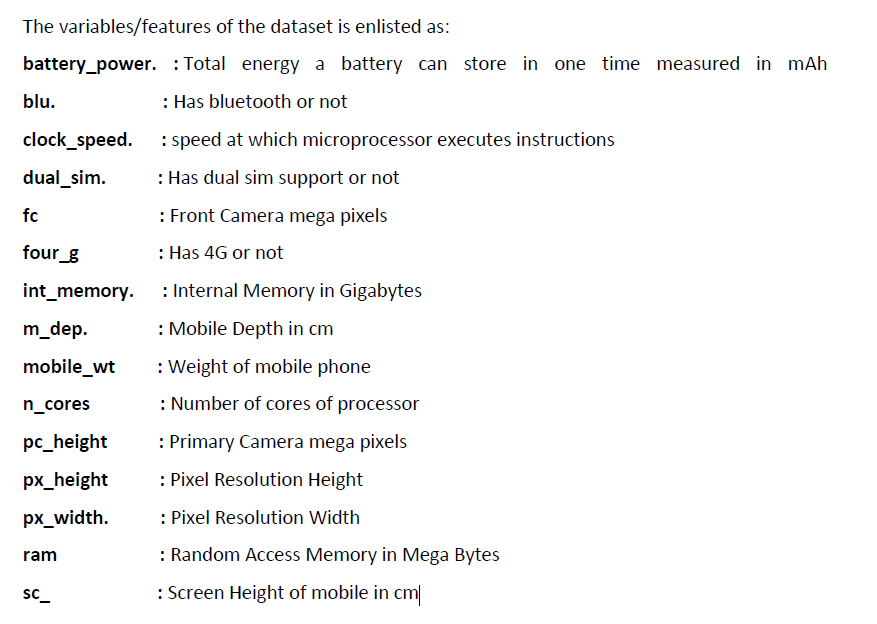 The variables/features of the dataset is enlisted as:
battery_power. : Total energy a battery can store in one time measured in mAh
blu. : Has bluetooth or not
clock_speed. : speed at which microprocessor executes instructions
dual_sim. : Has dual sim support or not
fc : Front Camera mega pixels
four_g : Has 4G or not
int_memory. : Internal Memory in Gigabytes
m_dep. : Mobile Depth in cm
mobile_wt : Weight of mobile phone
n_cores : Number of cores of processor
pc_height : Primary Camera mega pixels
px_height : Pixel Resolution Height
px_width. : Pixel Resolution Width
ram : Random Access Memory in Mega Bytes
sc_ : Screen Height of mobile in cm